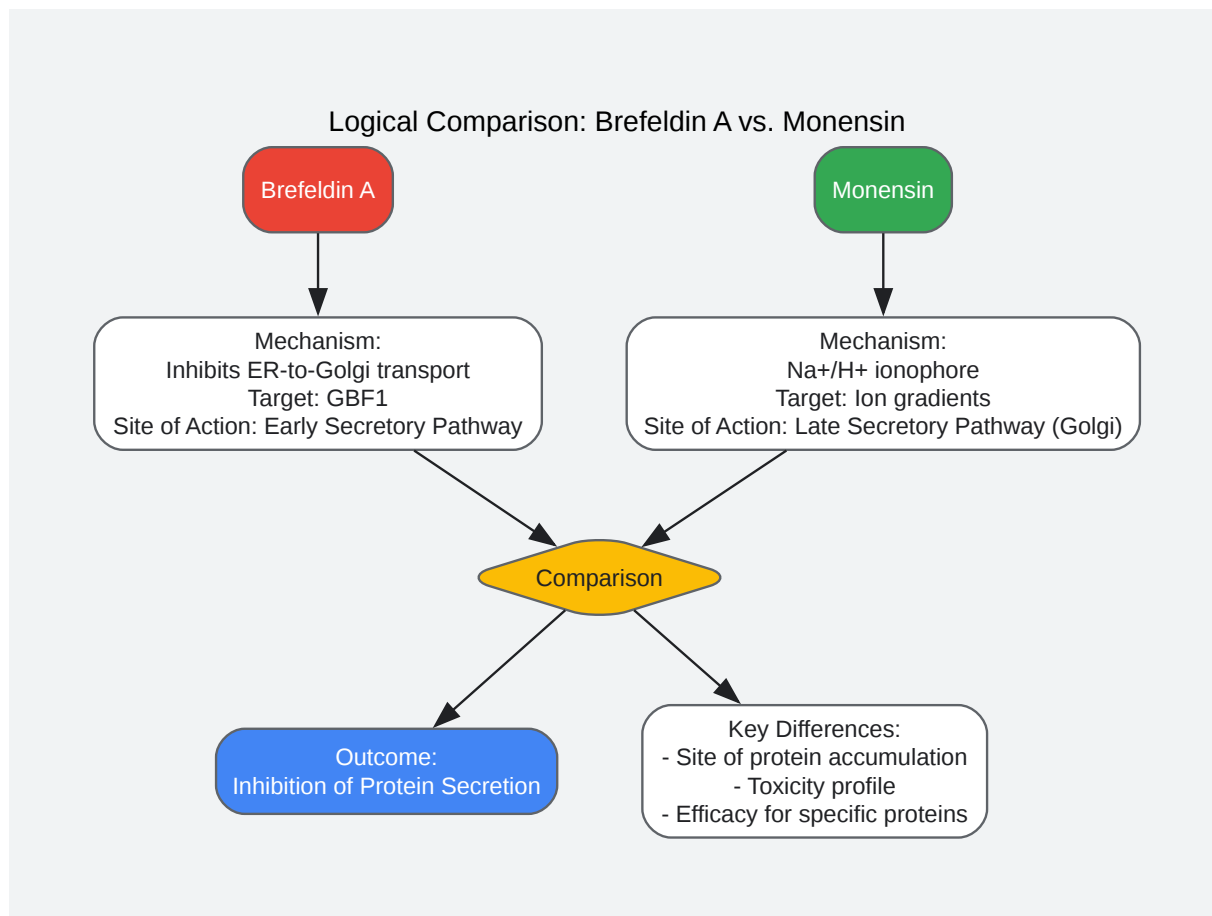 Logical Comparison: Brefeldin A vs. Monensin
Brefeldin A
Monensin
Mechanism:
Inhibits ER-to-Golgi transport
Target: GBF1
Site of Action: Early Secretory Pathway
Mechanism:
Na+/H+ ionophore
Target: Ion gradients
Site of Action: Late Secretory Pathway (Golgi)
Comparison
Outcome:
Inhibition of Protein Secretion
Key Differences:
- Site of protein accumulation
- Toxicity profile
- Efficacy for specific proteins